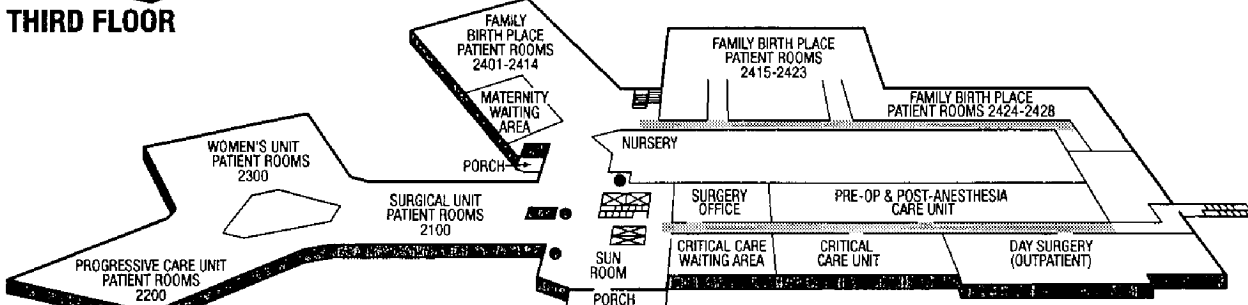 THIRD FLOOR
FAMILY
BIRTH PLACE
PATIENT ROOMS
2401-2414
MATERNITY
WAITING
AREA
PORCH
FAMILY BIRTH PLACE
PATIENT ROOMS
2415-2423
FAMILY BIRTH PLACE
PATIENT ROOMS 2424-2428
NURSERY
WOMEN'S UNIT
PATIENT ROOMS
2300
SURGICAL UNIT
PATIENT ROOMS
2100
PROGRESSIVE CARE UNIT
PATIENT ROOMS
2200
SURGERY
OFFICE
PRE-OP & POST-ANESTHESIA
CARE UNIT
SUN
ROOM
PORCH
CRITICAL CARE
WAITING AREA
CRITICAL
CARE UNIT
DAY SURGERY
(OUTPATIENT)